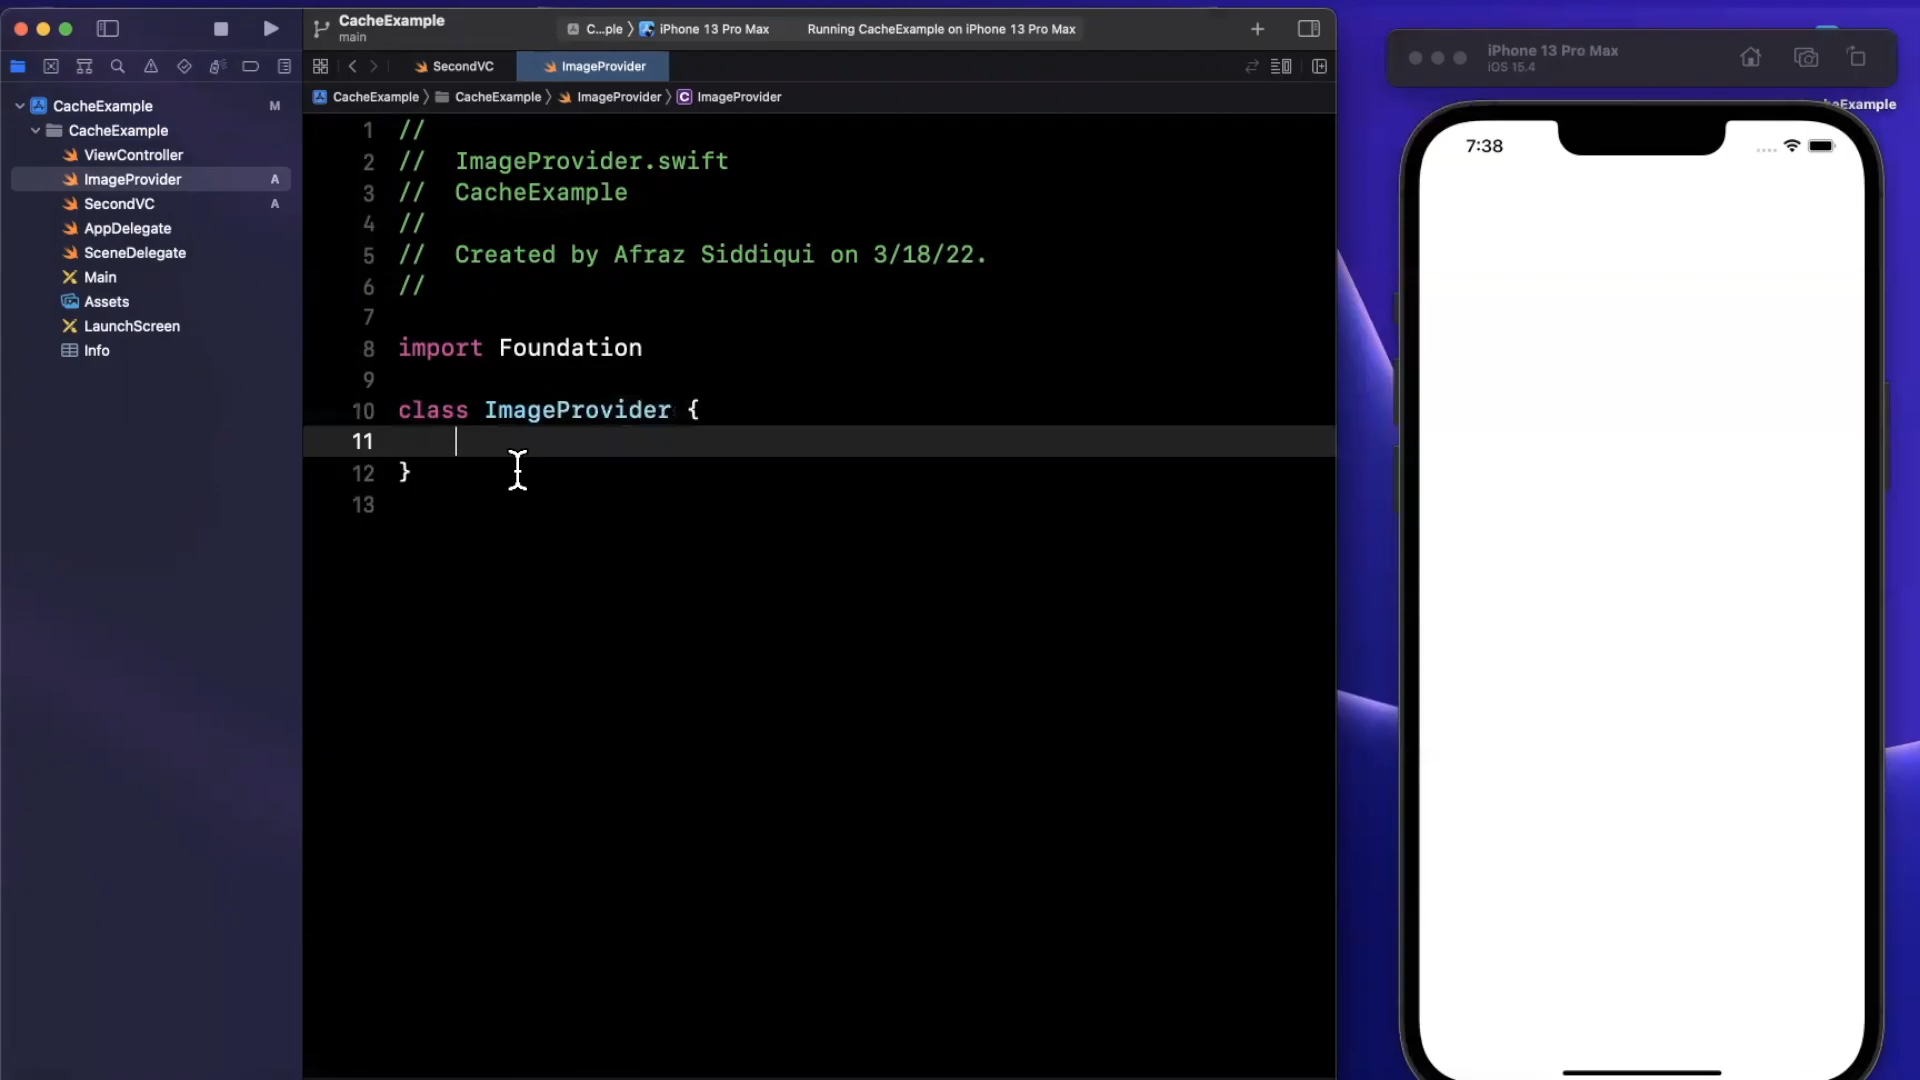 CacheExample
main
C...ple 〉 iPhone 13 Pro Max
Running CacheExample on iPhone 13 Pro Max
SecondVC
ImageProvider
CacheExample 〉 CacheExample 〉 ImageProvider 〉 C ImageProvider
CacheExample M
CacheExample
ViewController
ImageProvider A
SecondVC A
AppDelegate
SceneDelegate
Main
Assets
LaunchScreen
Info
1 //
2 //  ImageProvider.swift
3 //  CacheExample
4 //
5 //  Created by Afraz Siddiqui on 3/18/22.
6 //
7
8 import Foundation
9
10 class ImageProvider {
11
12 }
13
iPhone 13 Pro Max
iOS 15.4
7:38